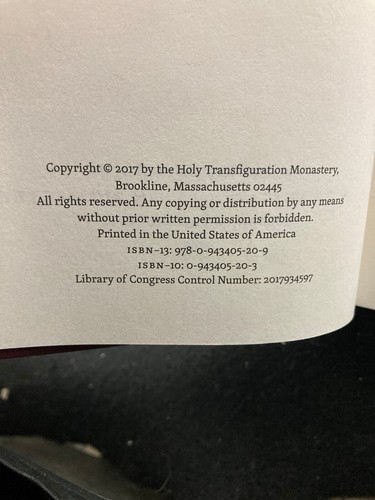 Copyright © 2017 by the Holy Transfiguration Monastery,
Brookline, Massachusetts 02445
All rights reserved. Any copying or distribution by any means
without prior written permission is forbidden.
Printed in the United States of America
ISBN–13: 978-0-943405-20-9
ISBN–10: 0-943405-20-3
Library of Congress Control Number: 2017934597